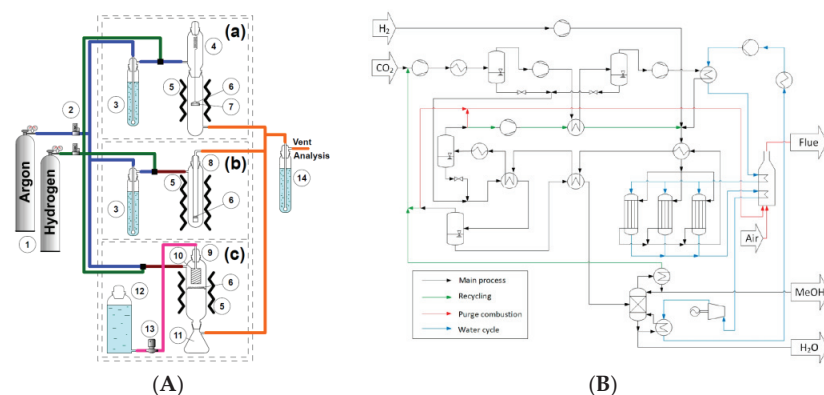 (a)
4
3
5
6
7
2
Argon
Hydrogen
1
(b)
8
3
5
6
Vent
Analysis
14
(c)
9
10
6
5
12
13
11
(A)
H₂
CO₂
Flue
Air
MeOH
H₂O
Main process
Recycling
Purge combustion
Water cycle
(B)